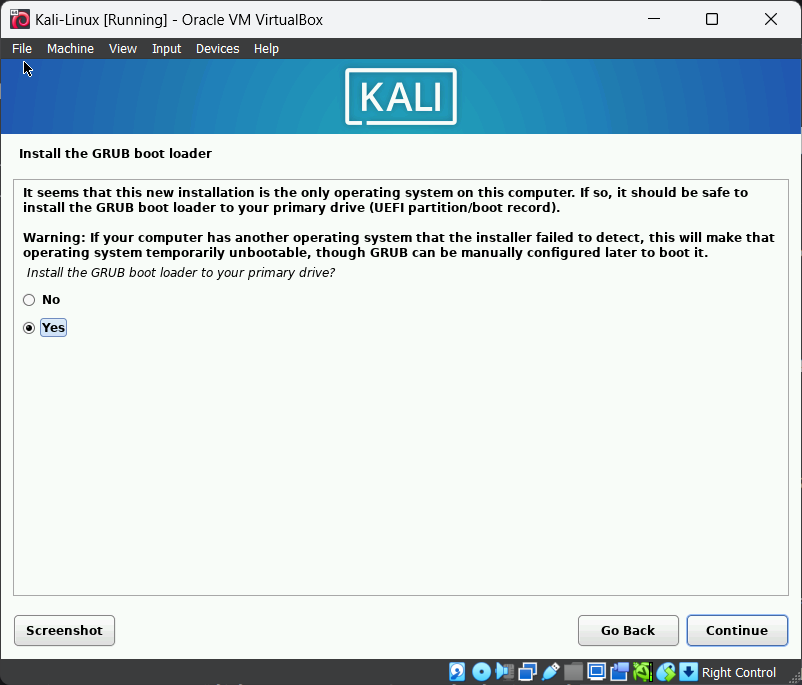 Kali-Linux [Running] - Oracle VM VirtualBox
File Machine View Input Devices Help
KALI
Install the GRUB boot loader
It seems that this new installation is the only operating system on this computer. If so, it should be safe to
install the GRUB boot loader to your primary drive (UEFI partition/boot record).
Warning: If your computer has another operating system that the installer failed to detect, this will make that
operating system temporarily unbootable, though GRUB can be manually configured later to boot it.
Install the GRUB boot loader to your primary drive?
No
Yes
Screenshot Go Back Continue
Right Control